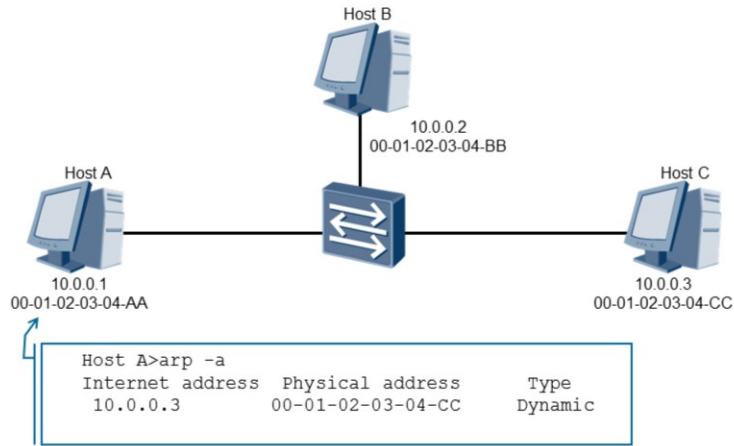 Host B
10.0.0.2
00-01-02-03-04-BB
Host A
Host C
10.0.0.1
00-01-02-03-04-AA
10.0.0.3
00-01-02-03-04-CC
Host A>arp -a
Internet address Physical address Type
10.0.0.3 00-01-02-03-04-CC Dynamic